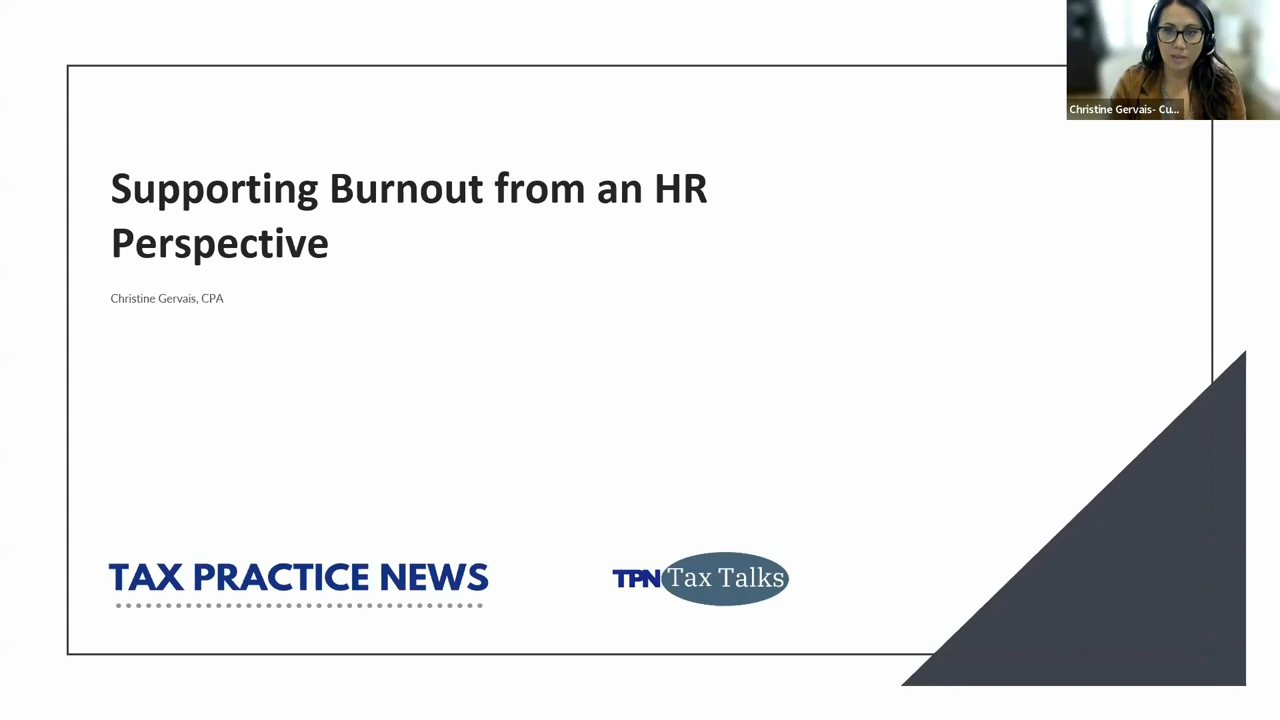 Christine Gervais- Cu...
Supporting Burnout from an HR
Perspective
Christine Gervais, CPA
TAX PRACTICE NEWS
TPN Tax Talks